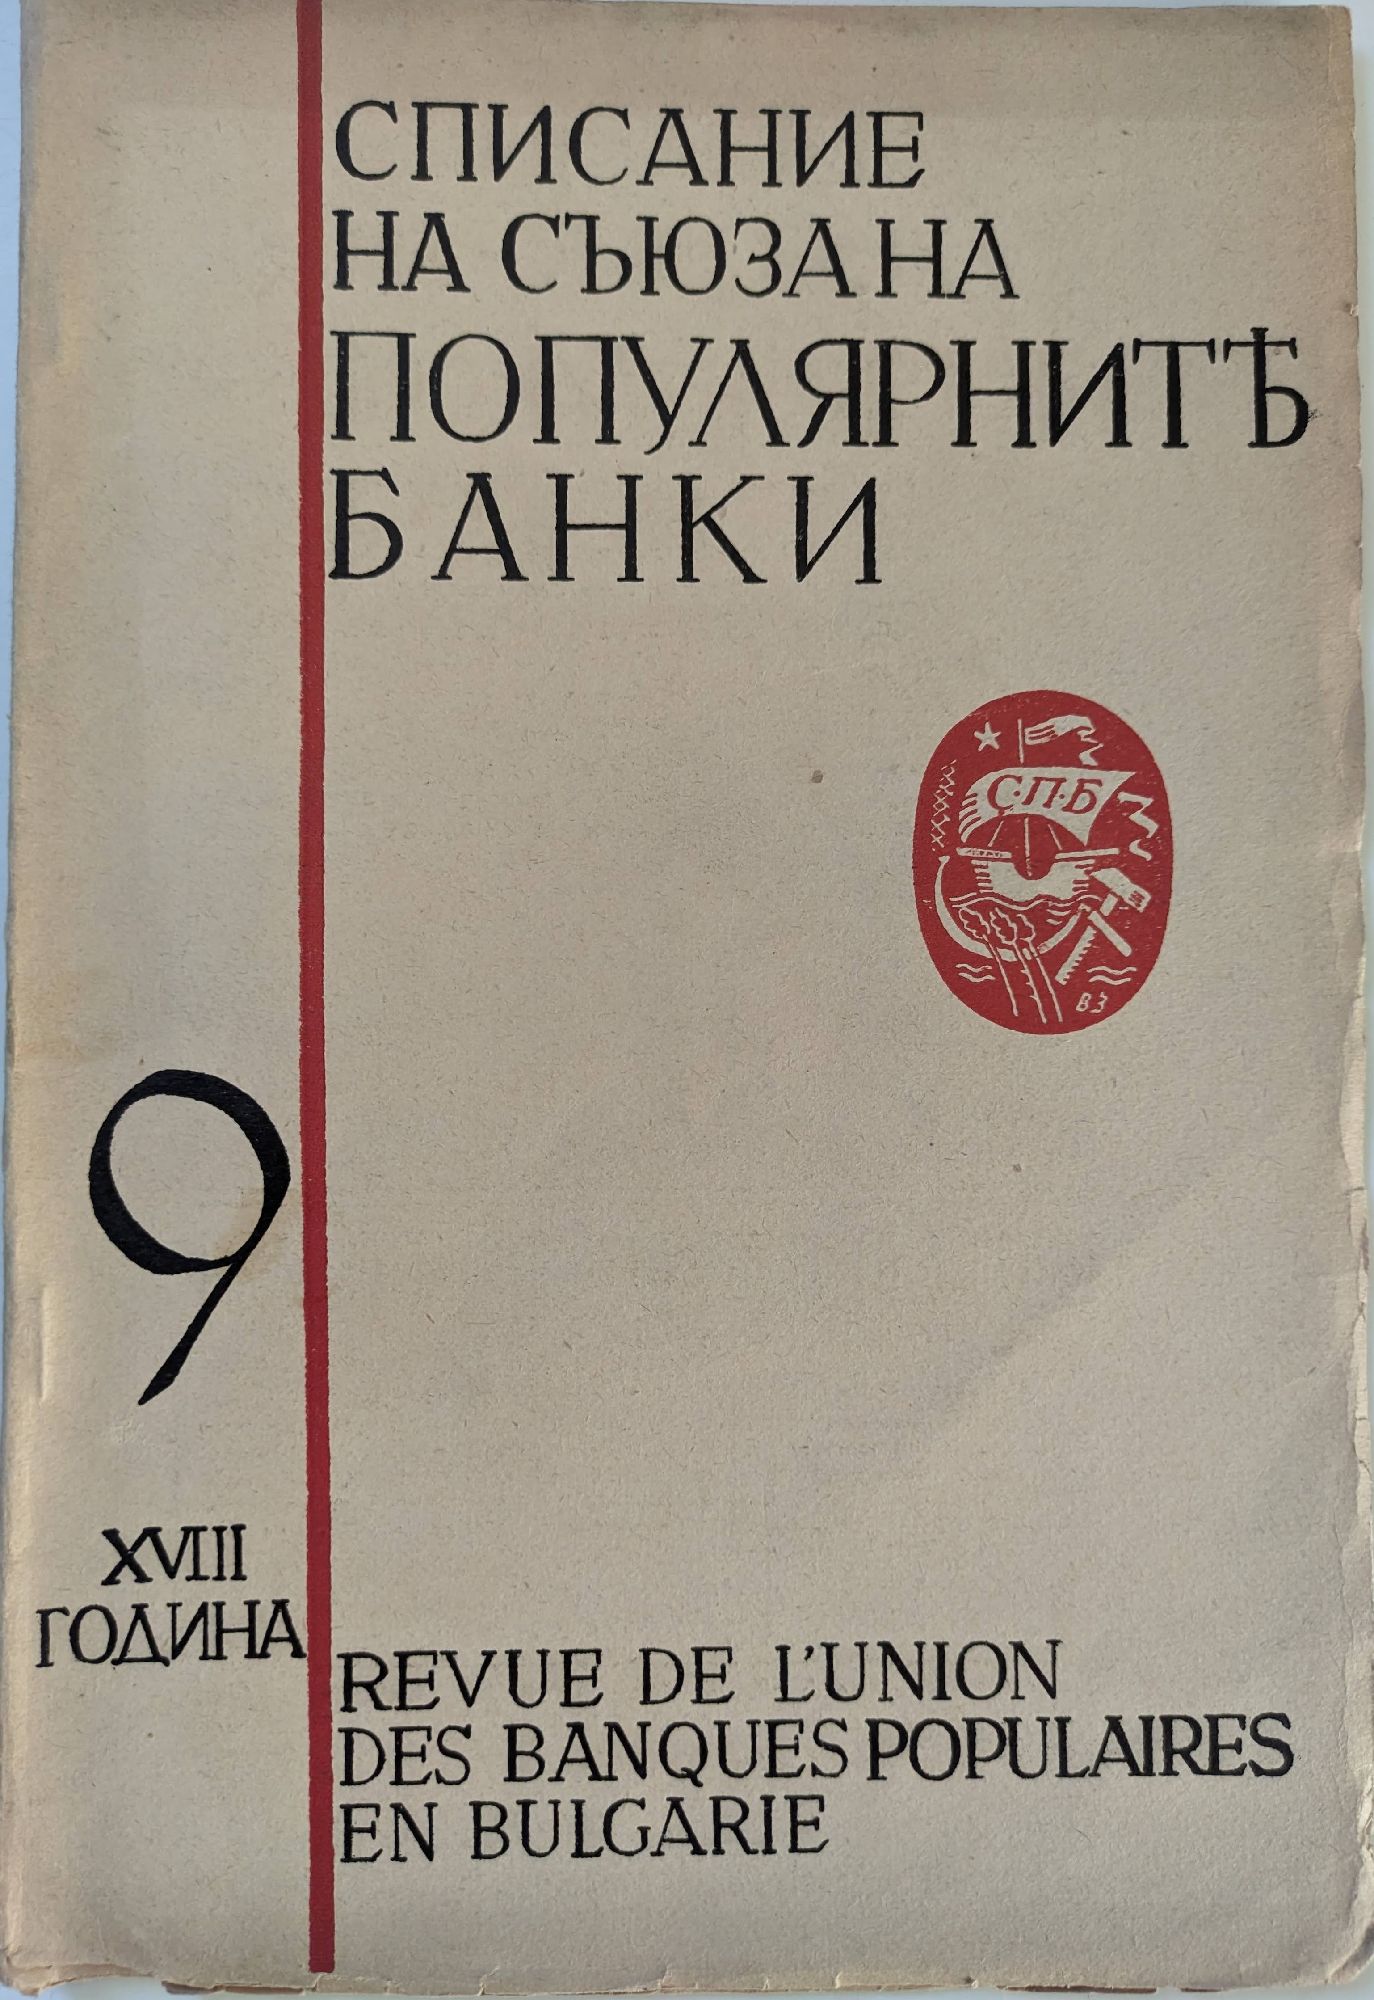 СПИСАНИЕ
НА СЪЮЗА НА
ПОПУЛЯРНИТѢ
БАНКИ
С·П·Б
ВЗ
9
XVIII
ГОДИНА
REVUE DE L'UNION
DES BANQUES POPULAIRES
EN BULGARIE